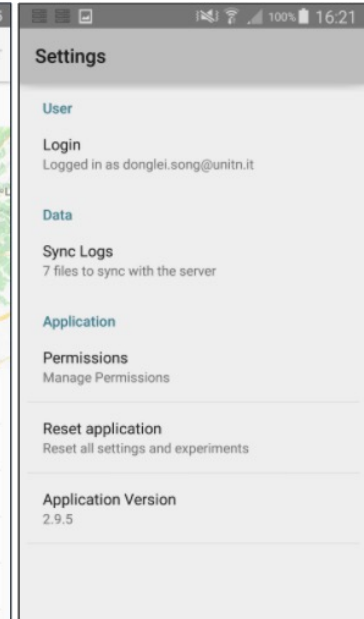 100% 16:21
Settings
User
Login
Logged in as donglei.song@unitn.it
Data
Sync Logs
7 files to sync with the server
Application
Permissions
Manage Permissions
Reset application
Reset all settings and experiments
Application Version
2.9.5